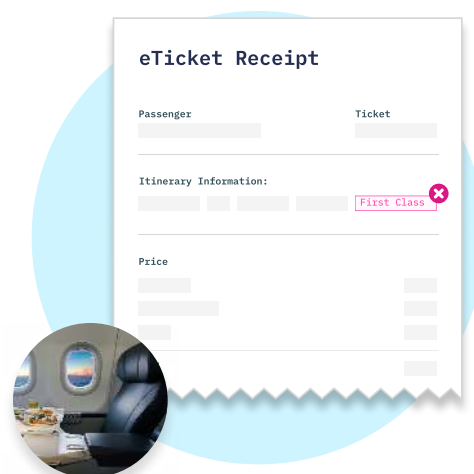 eTicket Receipt
Passenger Ticket
Itinerary Information:
First Class
Price